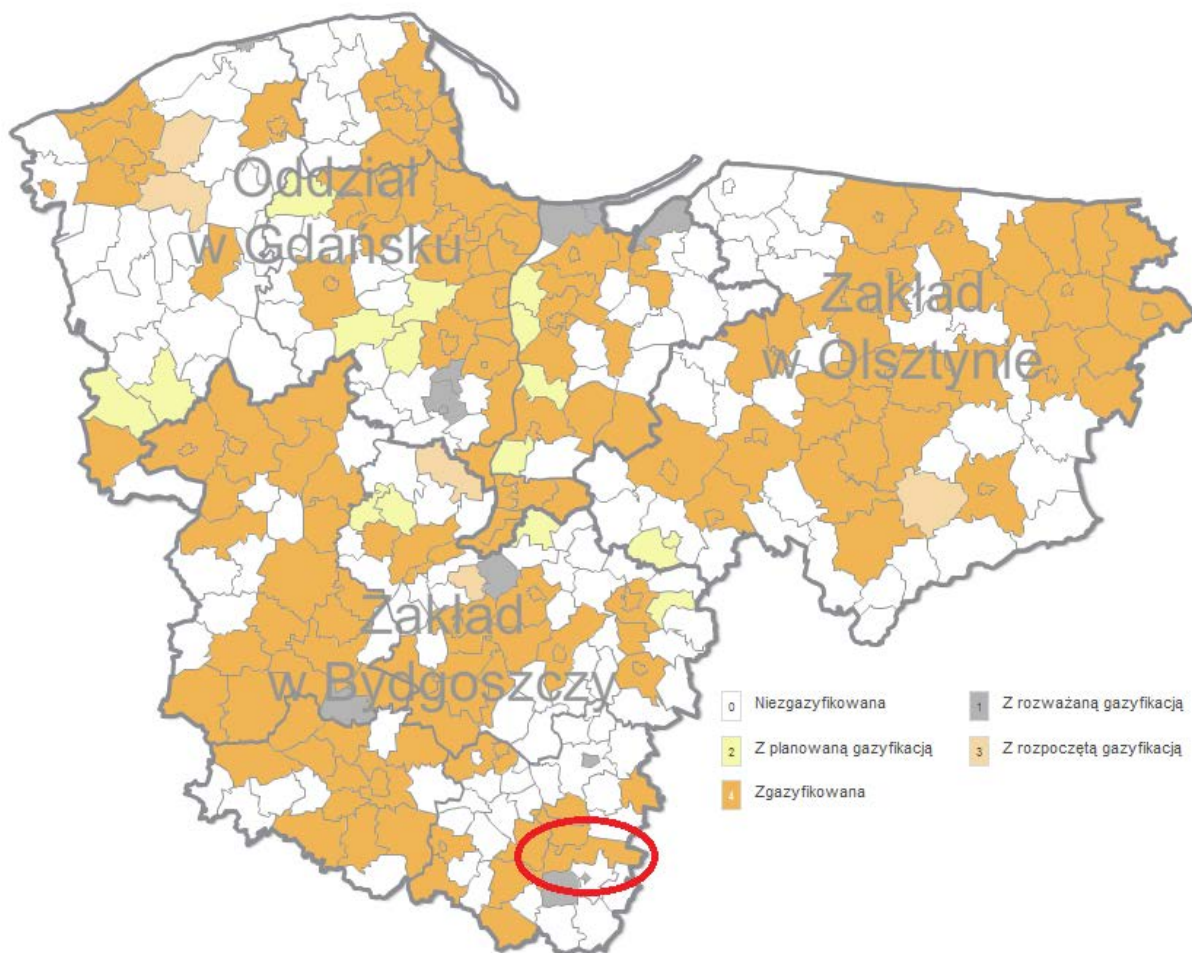 Oddział
w Gdańsku
Zakład
w Olsztynie
Zakład
w Bydgoszczy
0 Niezgazyfikowana
1 Z rozważaną gazyfikacją
2 Z planowaną gazyfikacją
3 Z rozpoczętą gazyfikacją
4 Zgazyfikowana